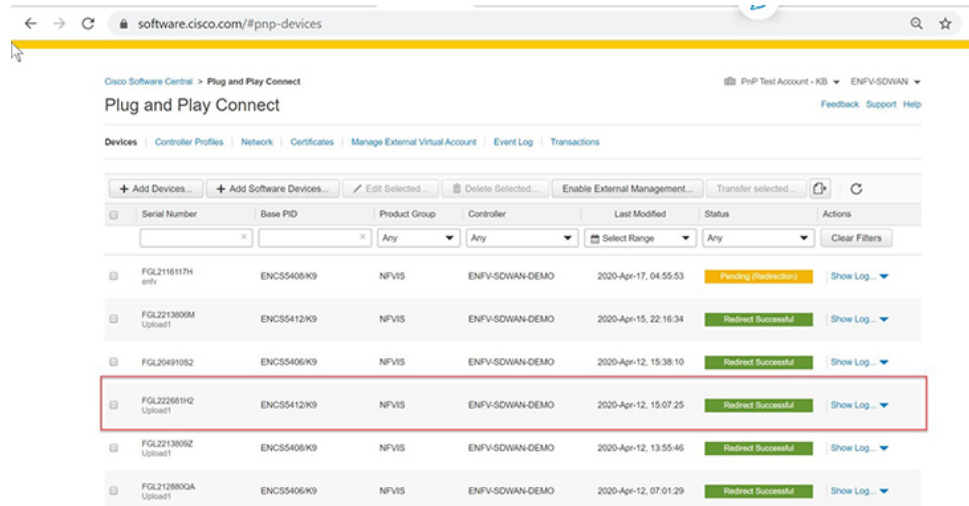 software.cisco.com/#pnp-devices
Cisco Software Central > Plug and Play Connect
PnP Test Account - KB ENFV-SDWAN
Plug and Play Connect
Feedback Support Help
Devices Controller Profiles Network Certificates Manage External Virtual Account Event Log Transactions
+ Add Devices... + Add Software Devices... Edit Selected... Delete Selected... Enable External Management... Transfer selected...
Serial Number Base PID Product Group Controller Last Modified Status Actions
× × Any Any Select Range Any Clear Filters
FGL2116117H ENCS5408/K9 NFVIS ENFV-SDWAN-DEMO 2020-Apr-17, 04:55:53 Pending (Redirection) Show Log...
enfv
FGL2213806M ENCS5412/K9 NFVIS ENFV-SDWAN-DEMO 2020-Apr-15, 22:16:34 Redirect Successful Show Log...
Upload1
FGL20491052 ENCS5406/K9 NFVIS ENFV-SDWAN-DEMO 2020-Apr-12, 15:38:10 Redirect Successful Show Log...
FGL222681H2 ENCS5412/K9 NFVIS ENFV-SDWAN-DEMO 2020-Apr-12, 15:07:25 Redirect Successful Show Log...
Upload1
FGL2213809Z ENCS5408/K9 NFVIS ENFV-SDWAN-DEMO 2020-Apr-12, 13:55:46 Redirect Successful Show Log...
Upload1
FGL212880QA ENCS5406/K9 NFVIS ENFV-SDWAN-DEMO 2020-Apr-12, 07:01:29 Redirect Successful Show Log...
Upload1